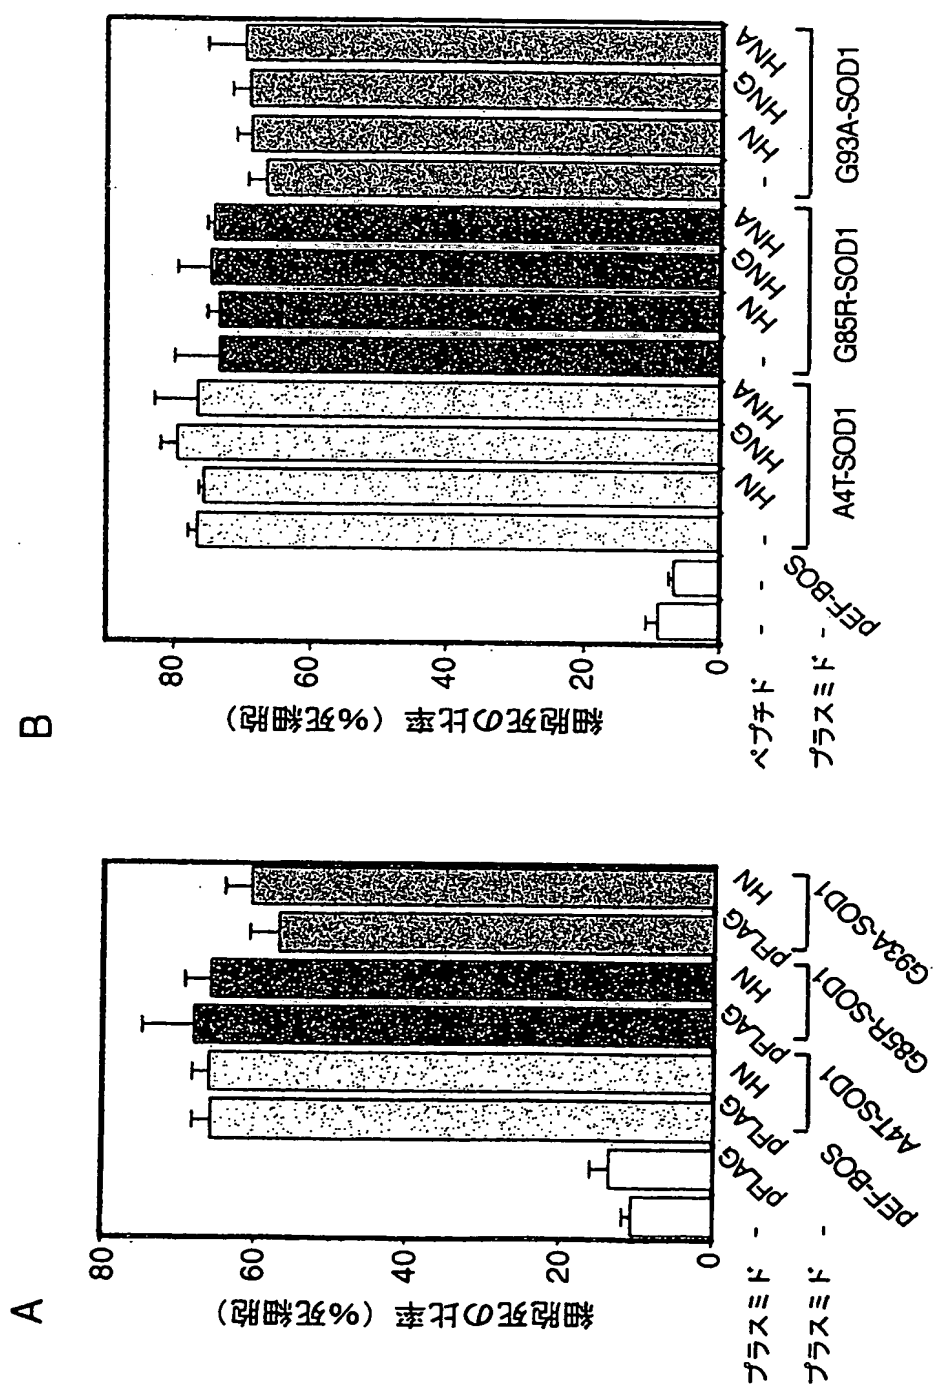 A
細胞死の比率（%死細胞）
80
60
40
20
0
プラスミド - pFLAG pFLAG HN pFLAG HN pFLAG HN
プラスミド - pEF-BOS A4T-SOD1 G85R-SOD1 G93A-SOD1
B
細胞死の比率（%死細胞）
80
60
40
20
0
ペプチド - - - HN HNG HNA - HN HNG HNA - HN HNG HNA
プラスミド - pEF-BOS A4T-SOD1 G85R-SOD1 G93A-SOD1